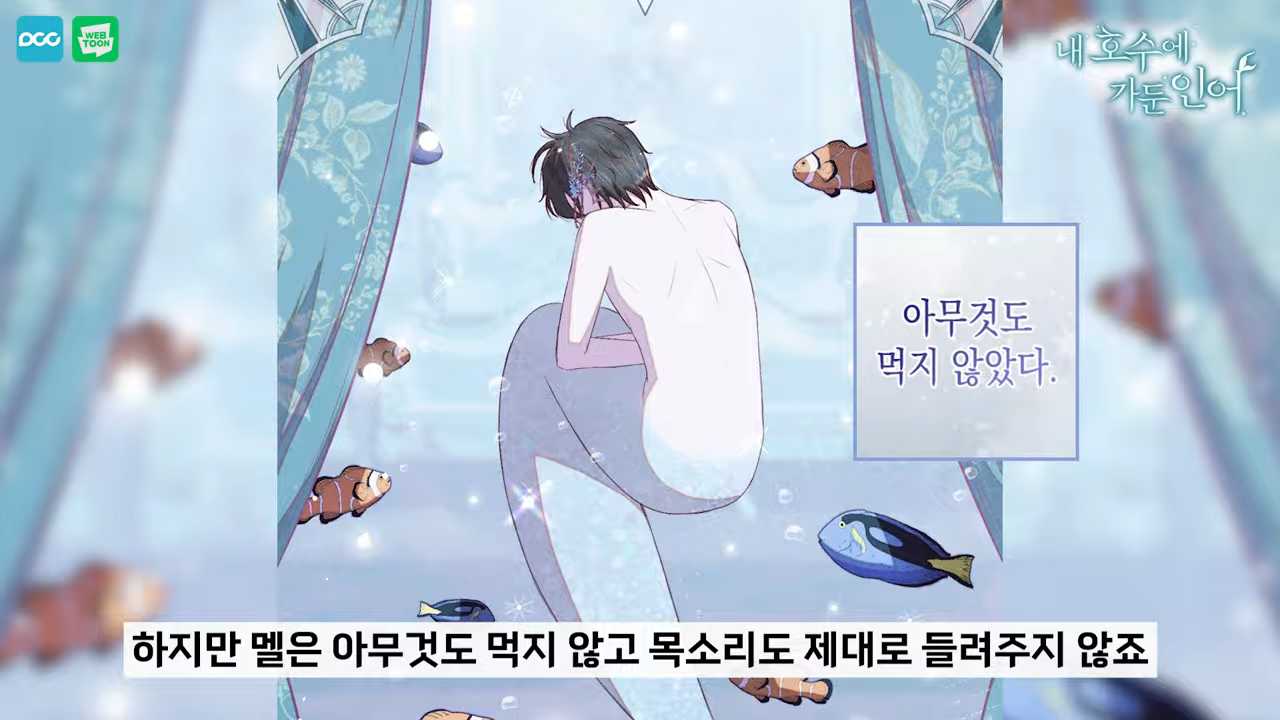 DCC
WEB
TOON
내 호수에
가둔 인어
아무것도
먹지 않았다.
하지만 멜은 아무것도 먹지 않고 목소리도 제대로 들려주지 않죠